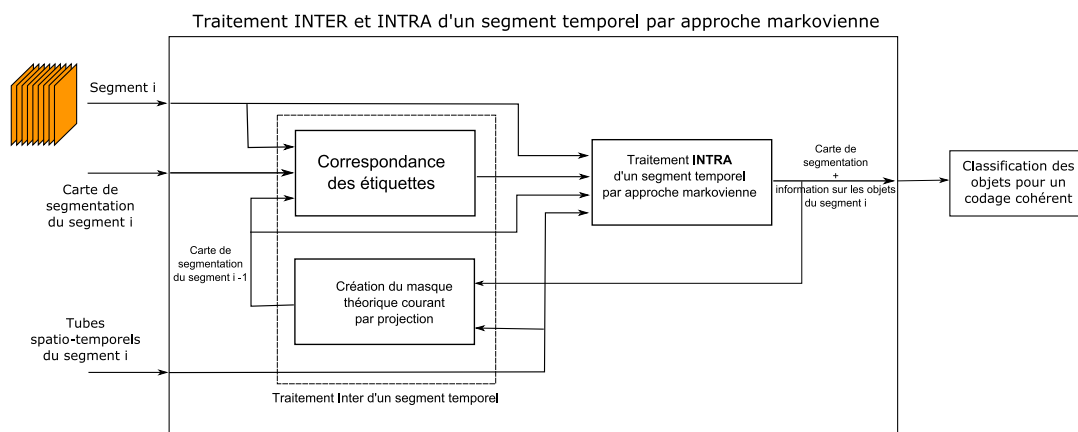 Traitement INTER et INTRA d'un segment temporel par approche markovienne
Segment i
Carte de
segmentation
du segment i
Tubes
spatio-temporels
du segment i
Correspondance
des étiquettes
Carte de
segmentation
du segment i -1
Création du masque
théorique courant
par projection
Traitement Inter d'un segment temporel
Traitement INTRA
d'un segment temporel
par approche markovienne
Carte de
segmentation
+
information sur les objets
du segment i
Classification des
objets pour un
codage cohérent